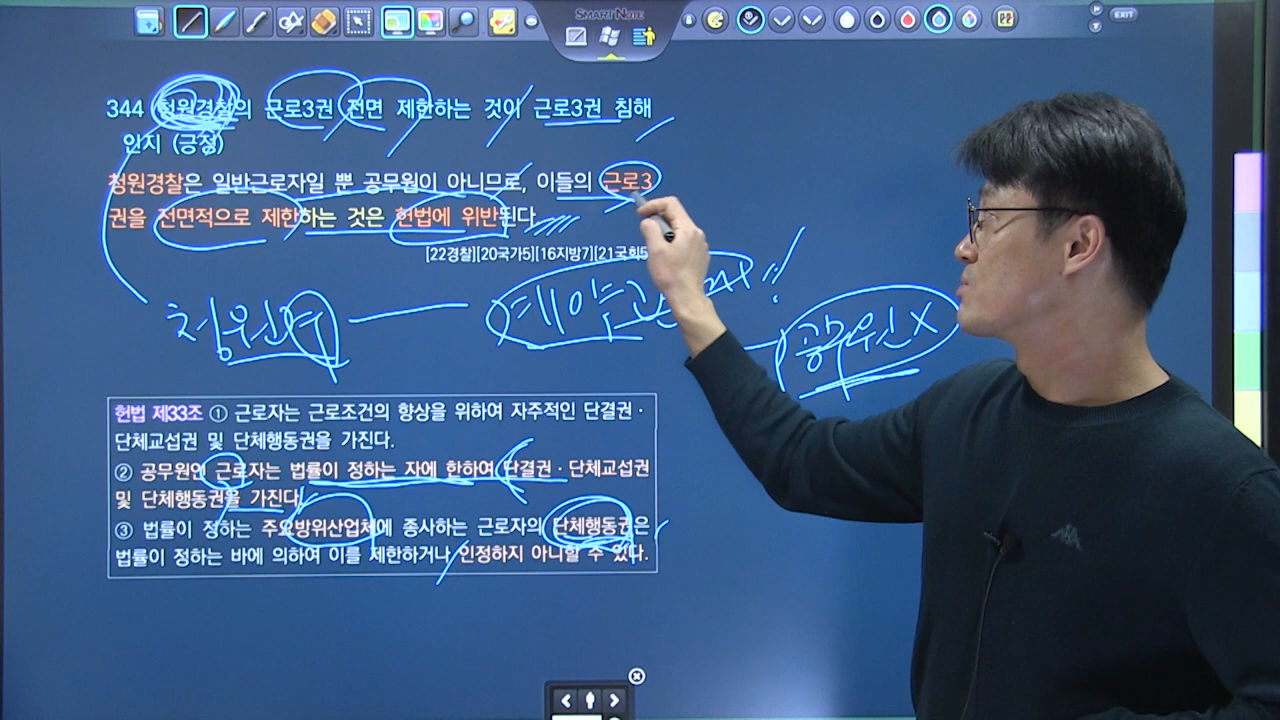 SMART NOTE
EXIT
344 청원경찰의 근로3권 전면 제한하는 것이 근로3권 침해
인지 (긍정)
청원경찰은 일반근로자일 뿐 공무원이 아니므로, 이들의 근로3
권을 전면적으로 제한하는 것은 헌법에 위반된다
[22경찰][20국가5][16지방7][21국회5
청원주
계약관계!
공무원X
헌법 제33조 ① 근로자는 근로조건의 향상을 위하여 자주적인 단결권·
단체교섭권 및 단체행동권을 가진다.
② 공무원인 근로자는 법률이 정하는 자에 한하여 단결권·단체교섭권
및 단체행동권을 가진다.
③ 법률이 정하는 주요방위산업체에 종사하는 근로자의 단체행동권은
법률이 정하는 바에 의하여 이를 제한하거나 인정하지 아니할 수 있다.